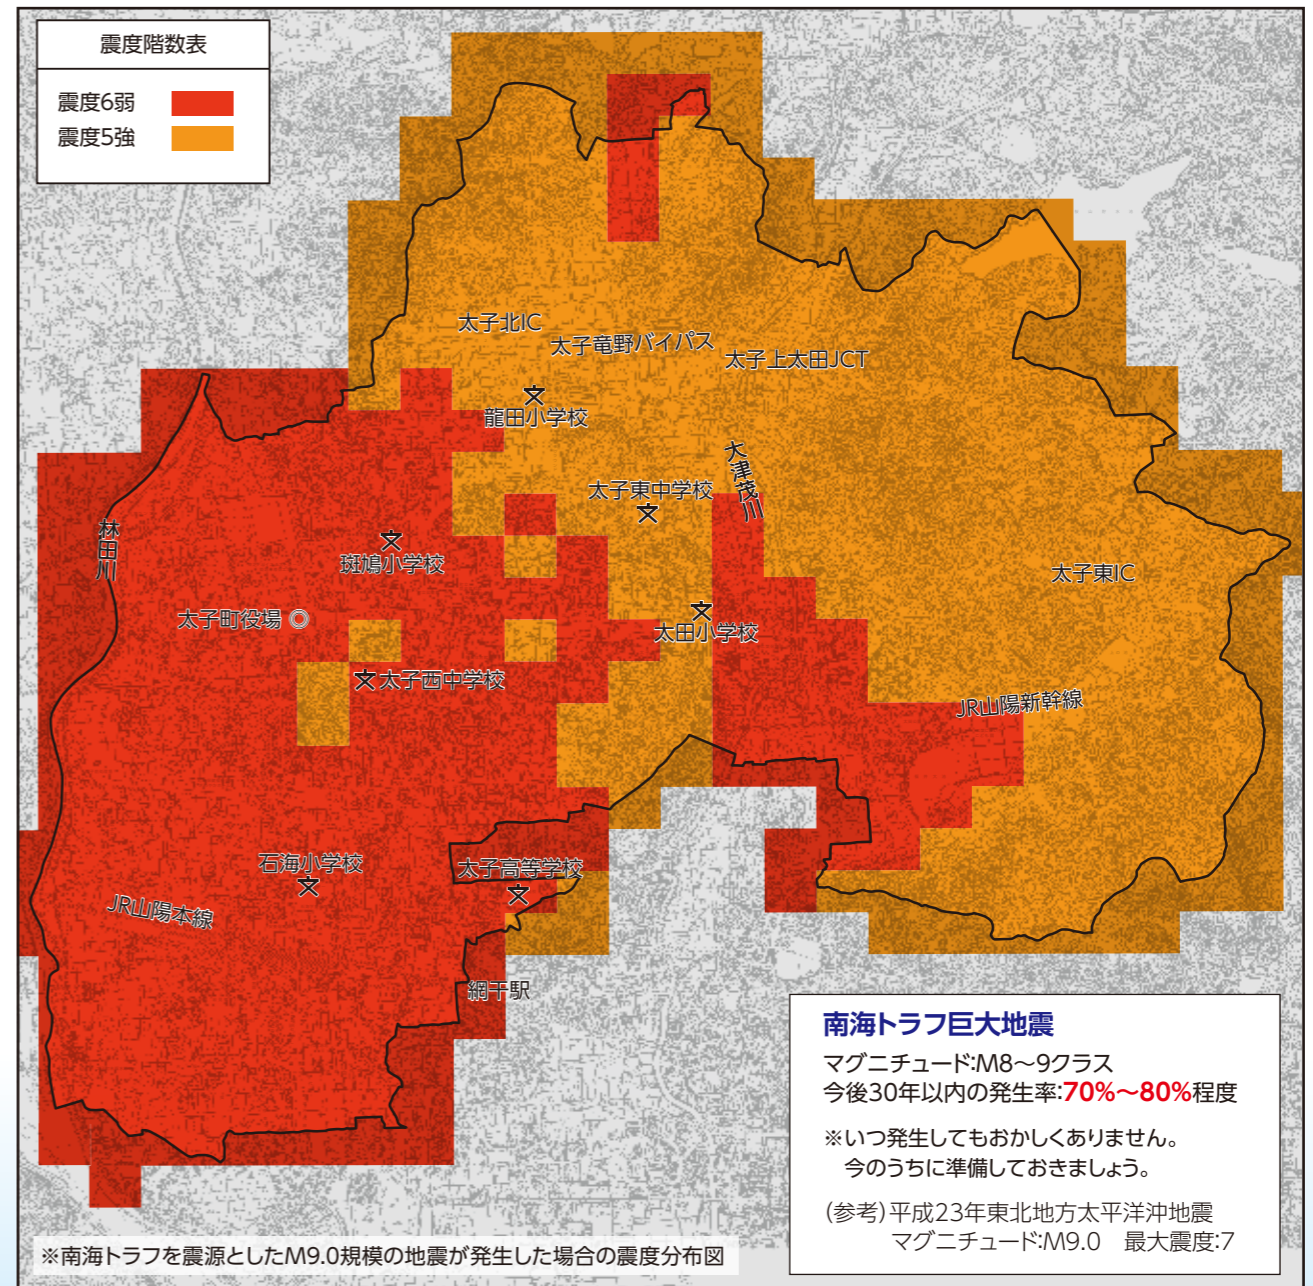 震度階数表
震度6弱
震度5強
太子北IC
太子竜野バイパス
太子上太田JCT
龍田小学校
大津茂川
太子東中学校
林田川
斑鳩小学校
太子東IC
太子町役場
太田小学校
太子西中学校
JR山陽新幹線
石海小学校
太子高等学校
JR山陽本線
網干駅
南海トラフ巨大地震
マグニチュード:M8〜9クラス
今後30年以内の発生率:70%〜80%程度
※いつ発生してもおかしくありません。
今のうちに準備しておきましょう。
(参考)平成23年東北地方太平洋沖地震
マグニチュード:M9.0 最大震度:7
※南海トラフを震源としたM9.0規模の地震が発生した場合の震度分布図